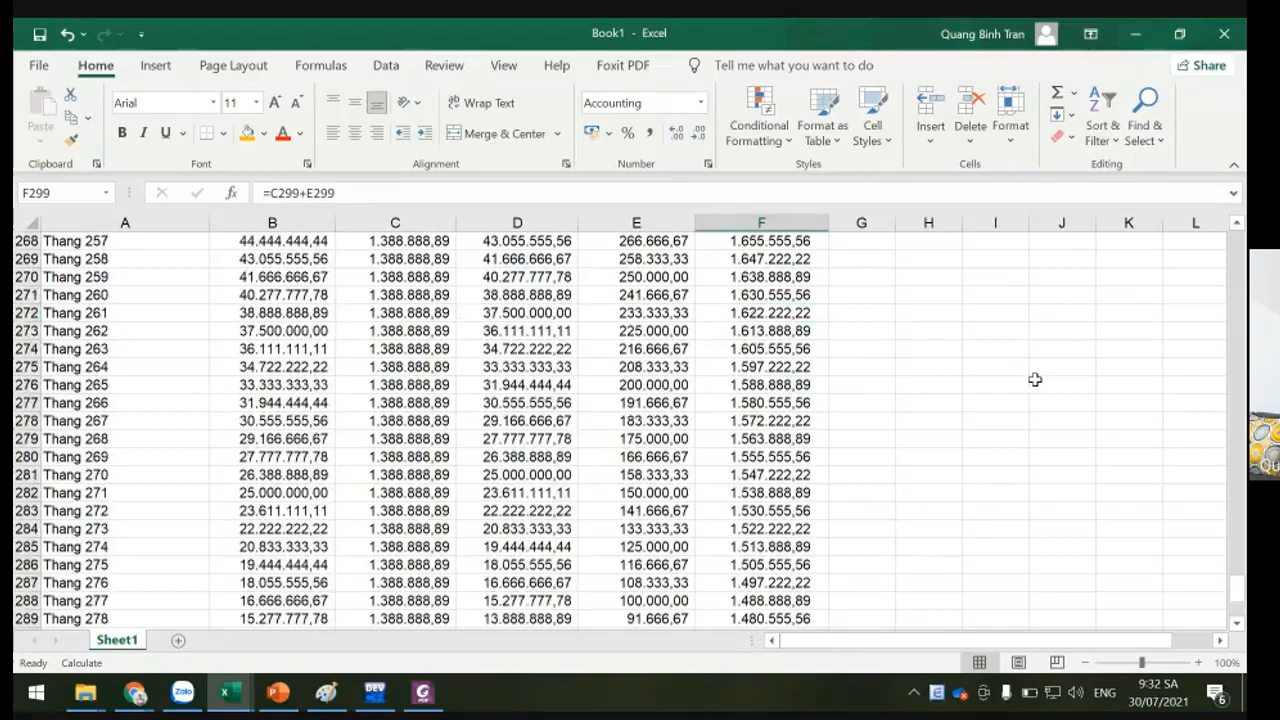 Book1 - Excel
Quang Binh Tran
File Home Insert Page Layout Formulas Data Review View Help Foxit PDF Tell me what you want to do Share
Paste
Arial 11
Wrap Text
Accounting
B I U A
Merge & Center
%
Conditional Formatting
Format as Table
Cell Styles
Insert Delete Format
Sort & Filter
Find & Select
Clipboard Font Alignment Number Styles Cells Editing
F299 fx =C299+E299
A B C D E F G H I J K L
268 Thang 257 44.444.444,44 1.388.888,89 43.055.555,56 266.666,67 1.655.555,56
269 Thang 258 43.055.555,56 1.388.888,89 41.666.666,67 258.333,33 1.647.222,22
270 Thang 259 41.666.666,67 1.388.888,89 40.277.777,78 250.000,00 1.638.888,89
271 Thang 260 40.277.777,78 1.388.888,89 38.888.888,89 241.666,67 1.630.555,56
272 Thang 261 38.888.888,89 1.388.888,89 37.500.000,00 233.333,33 1.622.222,22
273 Thang 262 37.500.000,00 1.388.888,89 36.111.111,11 225.000,00 1.613.888,89
274 Thang 263 36.111.111,11 1.388.888,89 34.722.222,22 216.666,67 1.605.555,56
275 Thang 264 34.722.222,22 1.388.888,89 33.333.333,33 208.333,33 1.597.222,22
276 Thang 265 33.333.333,33 1.388.888,89 31.944.444,44 200.000,00 1.588.888,89
277 Thang 266 31.944.444,44 1.388.888,89 30.555.555,56 191.666,67 1.580.555,56
278 Thang 267 30.555.555,56 1.388.888,89 29.166.666,67 183.333,33 1.572.222,22
279 Thang 268 29.166.666,67 1.388.888,89 27.777.777,78 175.000,00 1.563.888,89
280 Thang 269 27.777.777,78 1.388.888,89 26.388.888,89 166.666,67 1.555.555,56
281 Thang 270 26.388.888,89 1.388.888,89 25.000.000,00 158.333,33 1.547.222,22
282 Thang 271 25.000.000,00 1.388.888,89 23.611.111,11 150.000,00 1.538.888,89
283 Thang 272 23.611.111,11 1.388.888,89 22.222.222,22 141.666,67 1.530.555,56
284 Thang 273 22.222.222,22 1.388.888,89 20.833.333,33 133.333,33 1.522.222,22
285 Thang 274 20.833.333,33 1.388.888,89 19.444.444,44 125.000,00 1.513.888,89
286 Thang 275 19.444.444,44 1.388.888,89 18.055.555,56 116.666,67 1.505.555,56
287 Thang 276 18.055.555,56 1.388.888,89 16.666.666,67 108.333,33 1.497.222,22
288 Thang 277 16.666.666,67 1.388.888,89 15.277.777,78 100.000,00 1.488.888,89
289 Thang 278 15.277.777,78 1.388.888,89 13.888.888,89 91.666,67 1.480.555,56
Sheet1
Ready Calculate 100%
Zalo DEV ENG
9:32 SA
30/07/2021
6